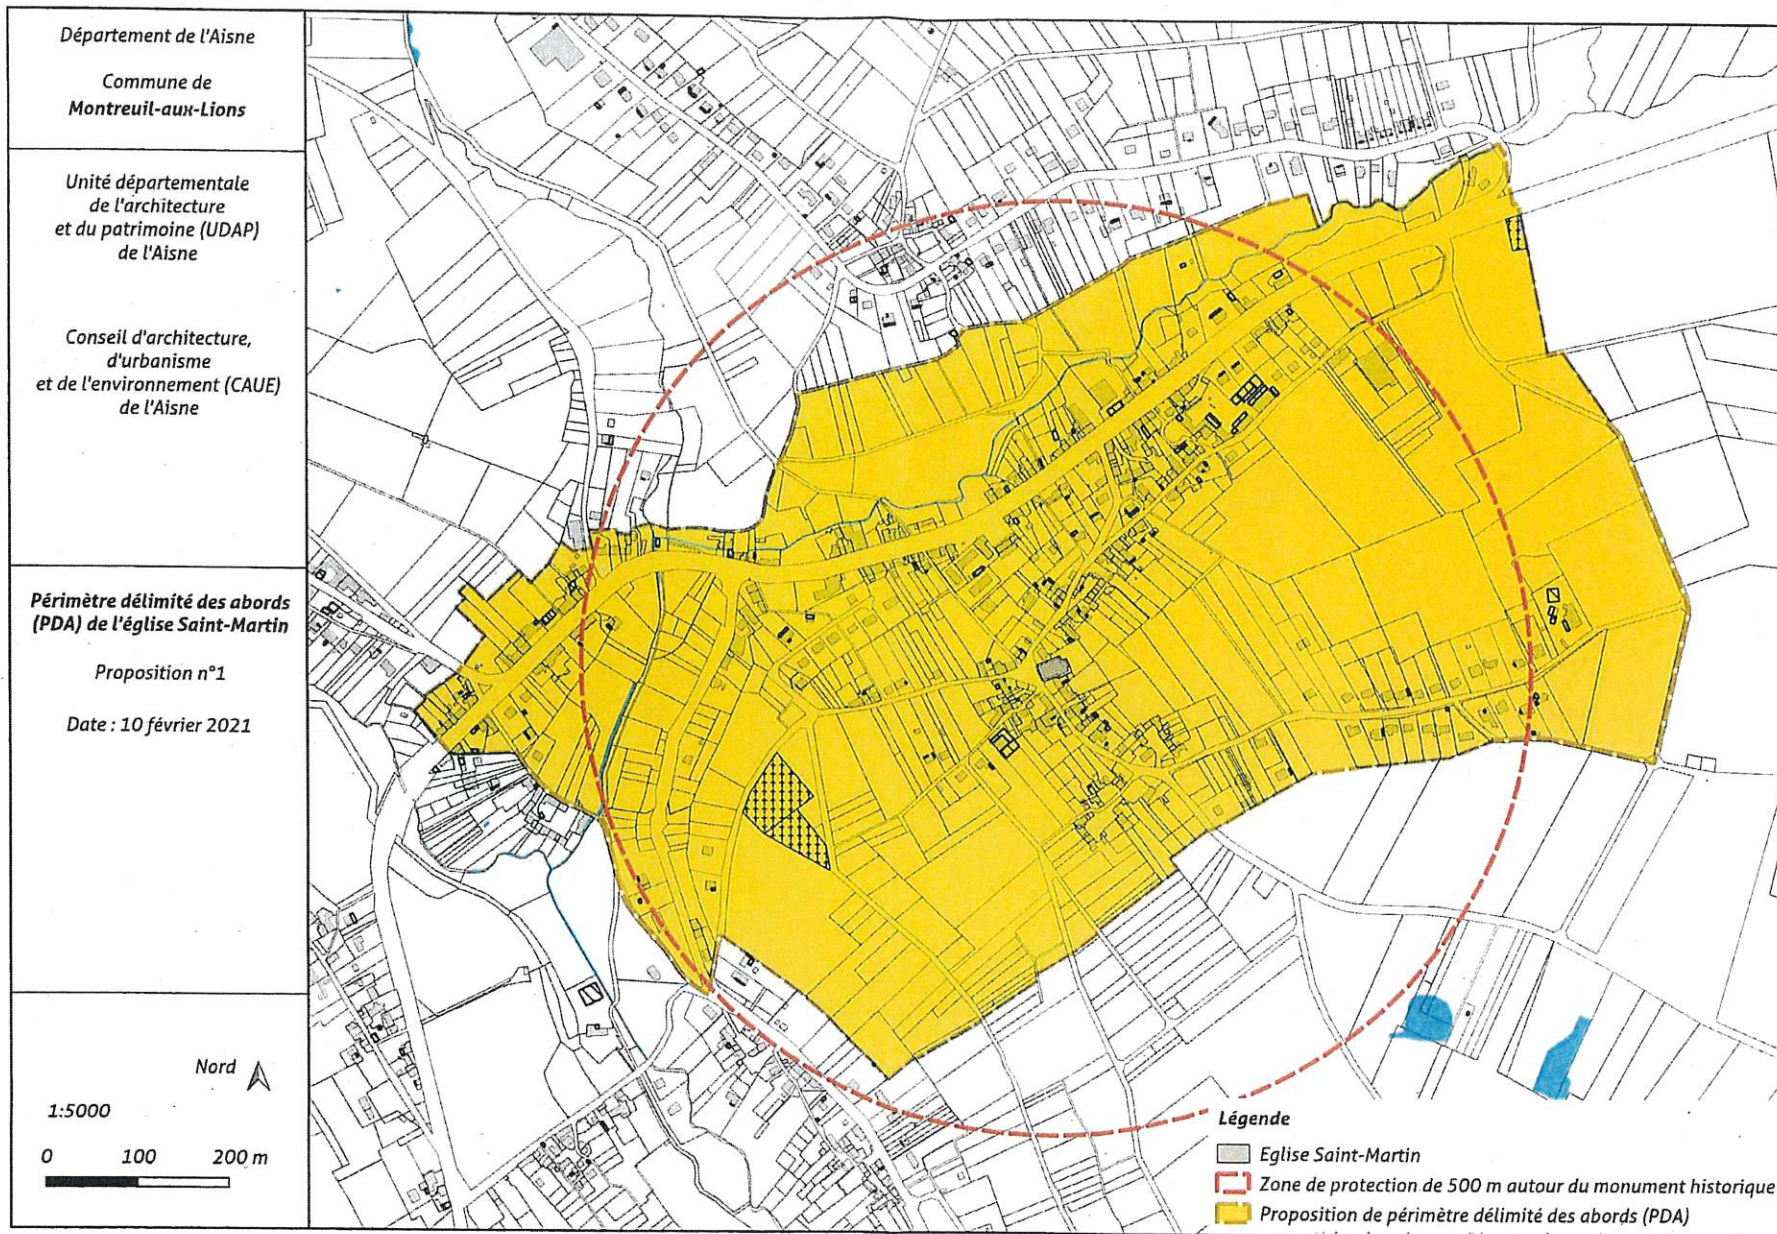 Département de l'Aisne
Commune de
Montreuil-aux-Lions
Unité départementale
de l'architecture
et du patrimoine (UDAP)
de l'Aisne
Conseil d'architecture,
d'urbanisme
et de l'environnement (CAUE)
de l'Aisne
Périmètre délimité des abords
(PDA) de l'église Saint-Martin
Proposition n°1
Date : 10 février 2021
Nord
1:5000
0 100 200 m
Légende
Eglise Saint-Martin
Zone de protection de 500 m autour du monument historique
Proposition de périmètre délimité des abords (PDA)